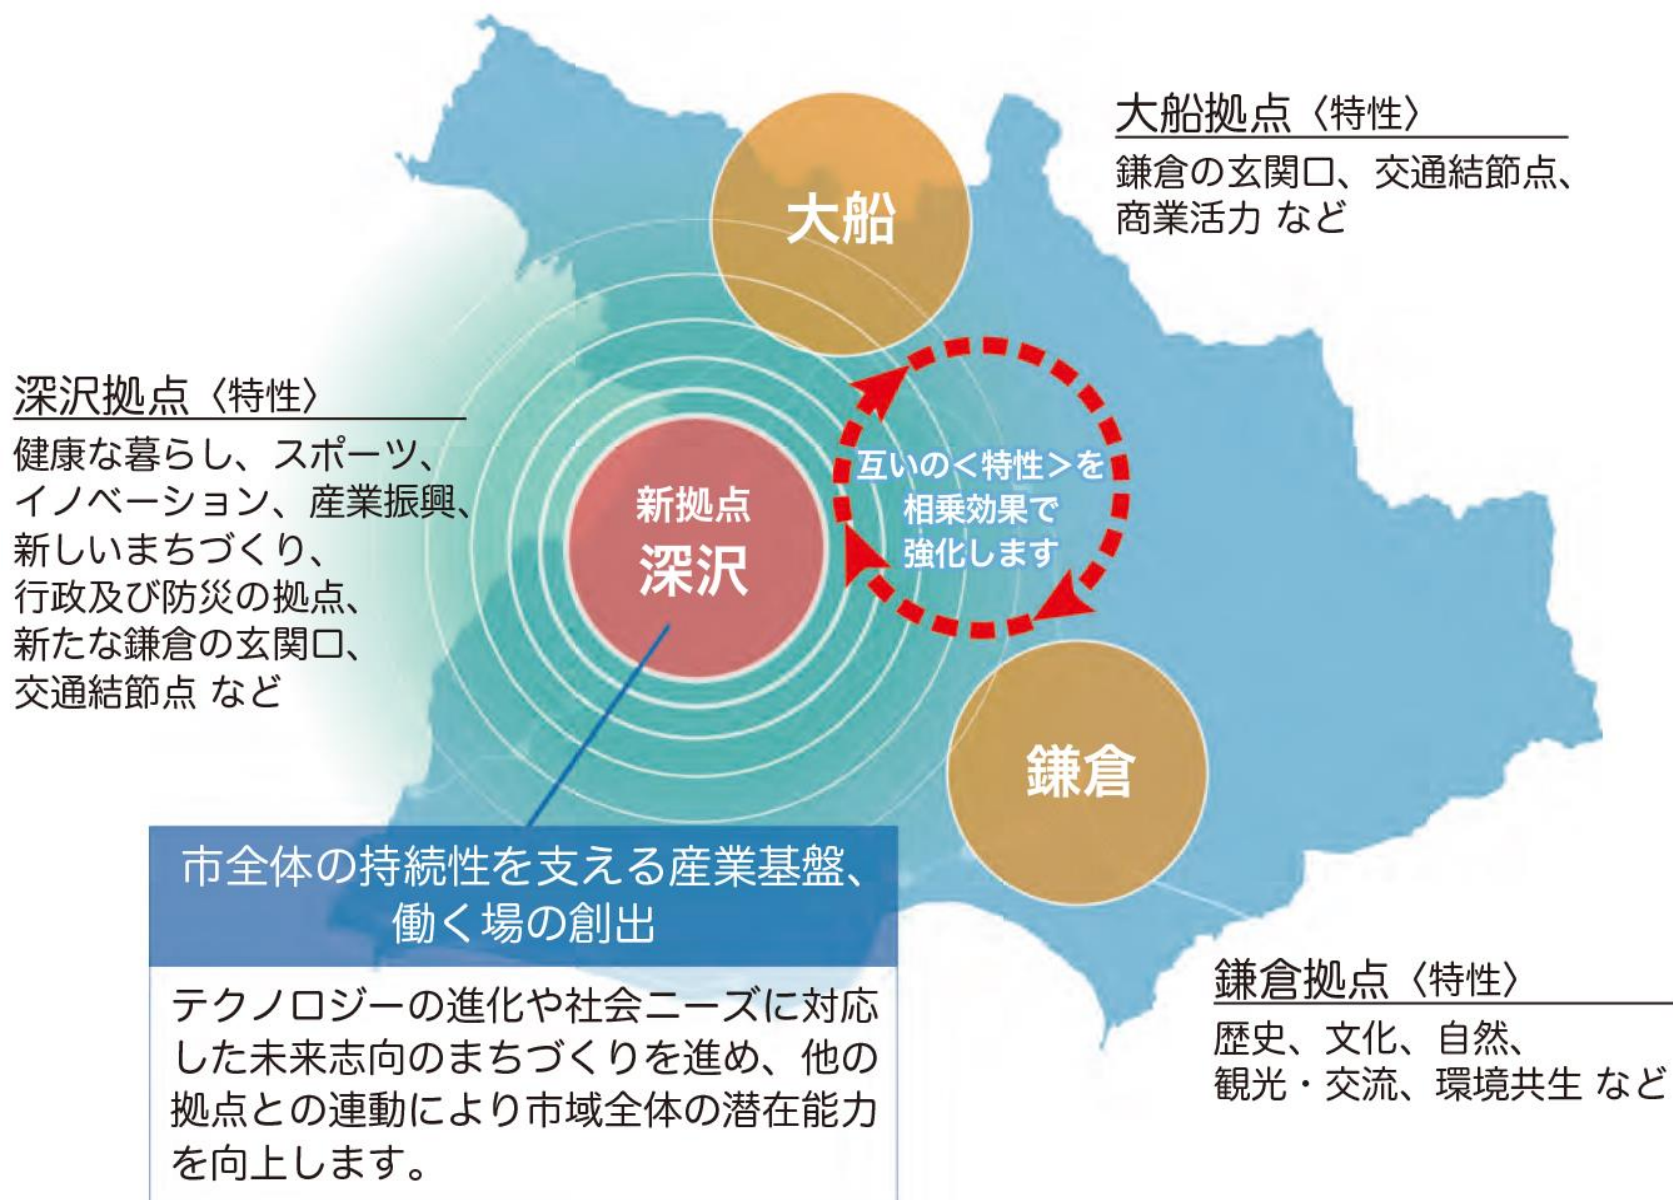 大船拠点〈特性〉
鎌倉の玄関口、交通結節点、
商業活力 など
大船
深沢拠点〈特性〉
健康な暮らし、スポーツ、
イノベーション、産業振興、
新しいまちづくり、
行政及び防災の拠点、
新たな鎌倉の玄関口、
交通結節点 など
新拠点
深沢
互いの<特性>を
相乗効果で
強化します
鎌倉
市全体の持続性を支える産業基盤、
働く場の創出
テクノロジーの進化や社会ニーズに対応
した未来志向のまちづくりを進め、他の
拠点との連動により市域全体の潜在能力
を向上します。
鎌倉拠点〈特性〉
歴史、文化、自然、
観光・交流、環境共生 など